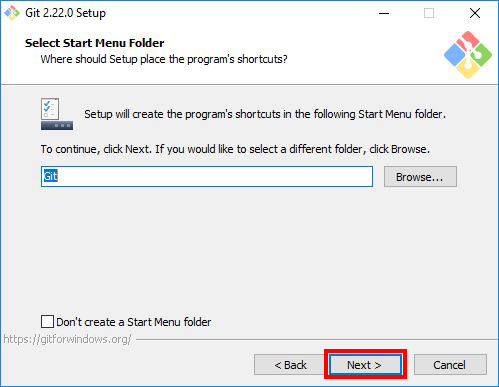 Git 2.22.0 Setup
Select Start Menu Folder
Where should Setup place the program's shortcuts?
Setup will create the program's shortcuts in the following Start Menu folder.
To continue, click Next. If you would like to select a different folder, click Browse.
Git
Browse...
Don't create a Start Menu folder
https://gitforwindows.org/
< Back
Next >
Cancel